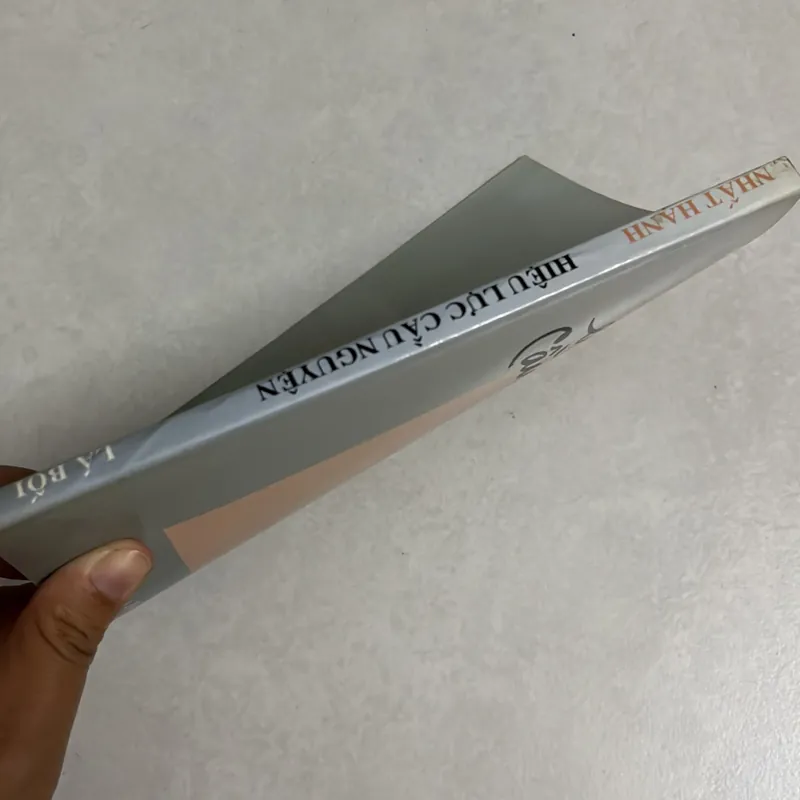 NHẤT HẠNH
HIỆU LỰC CẦU NGUYỆN
LÁ BỐI